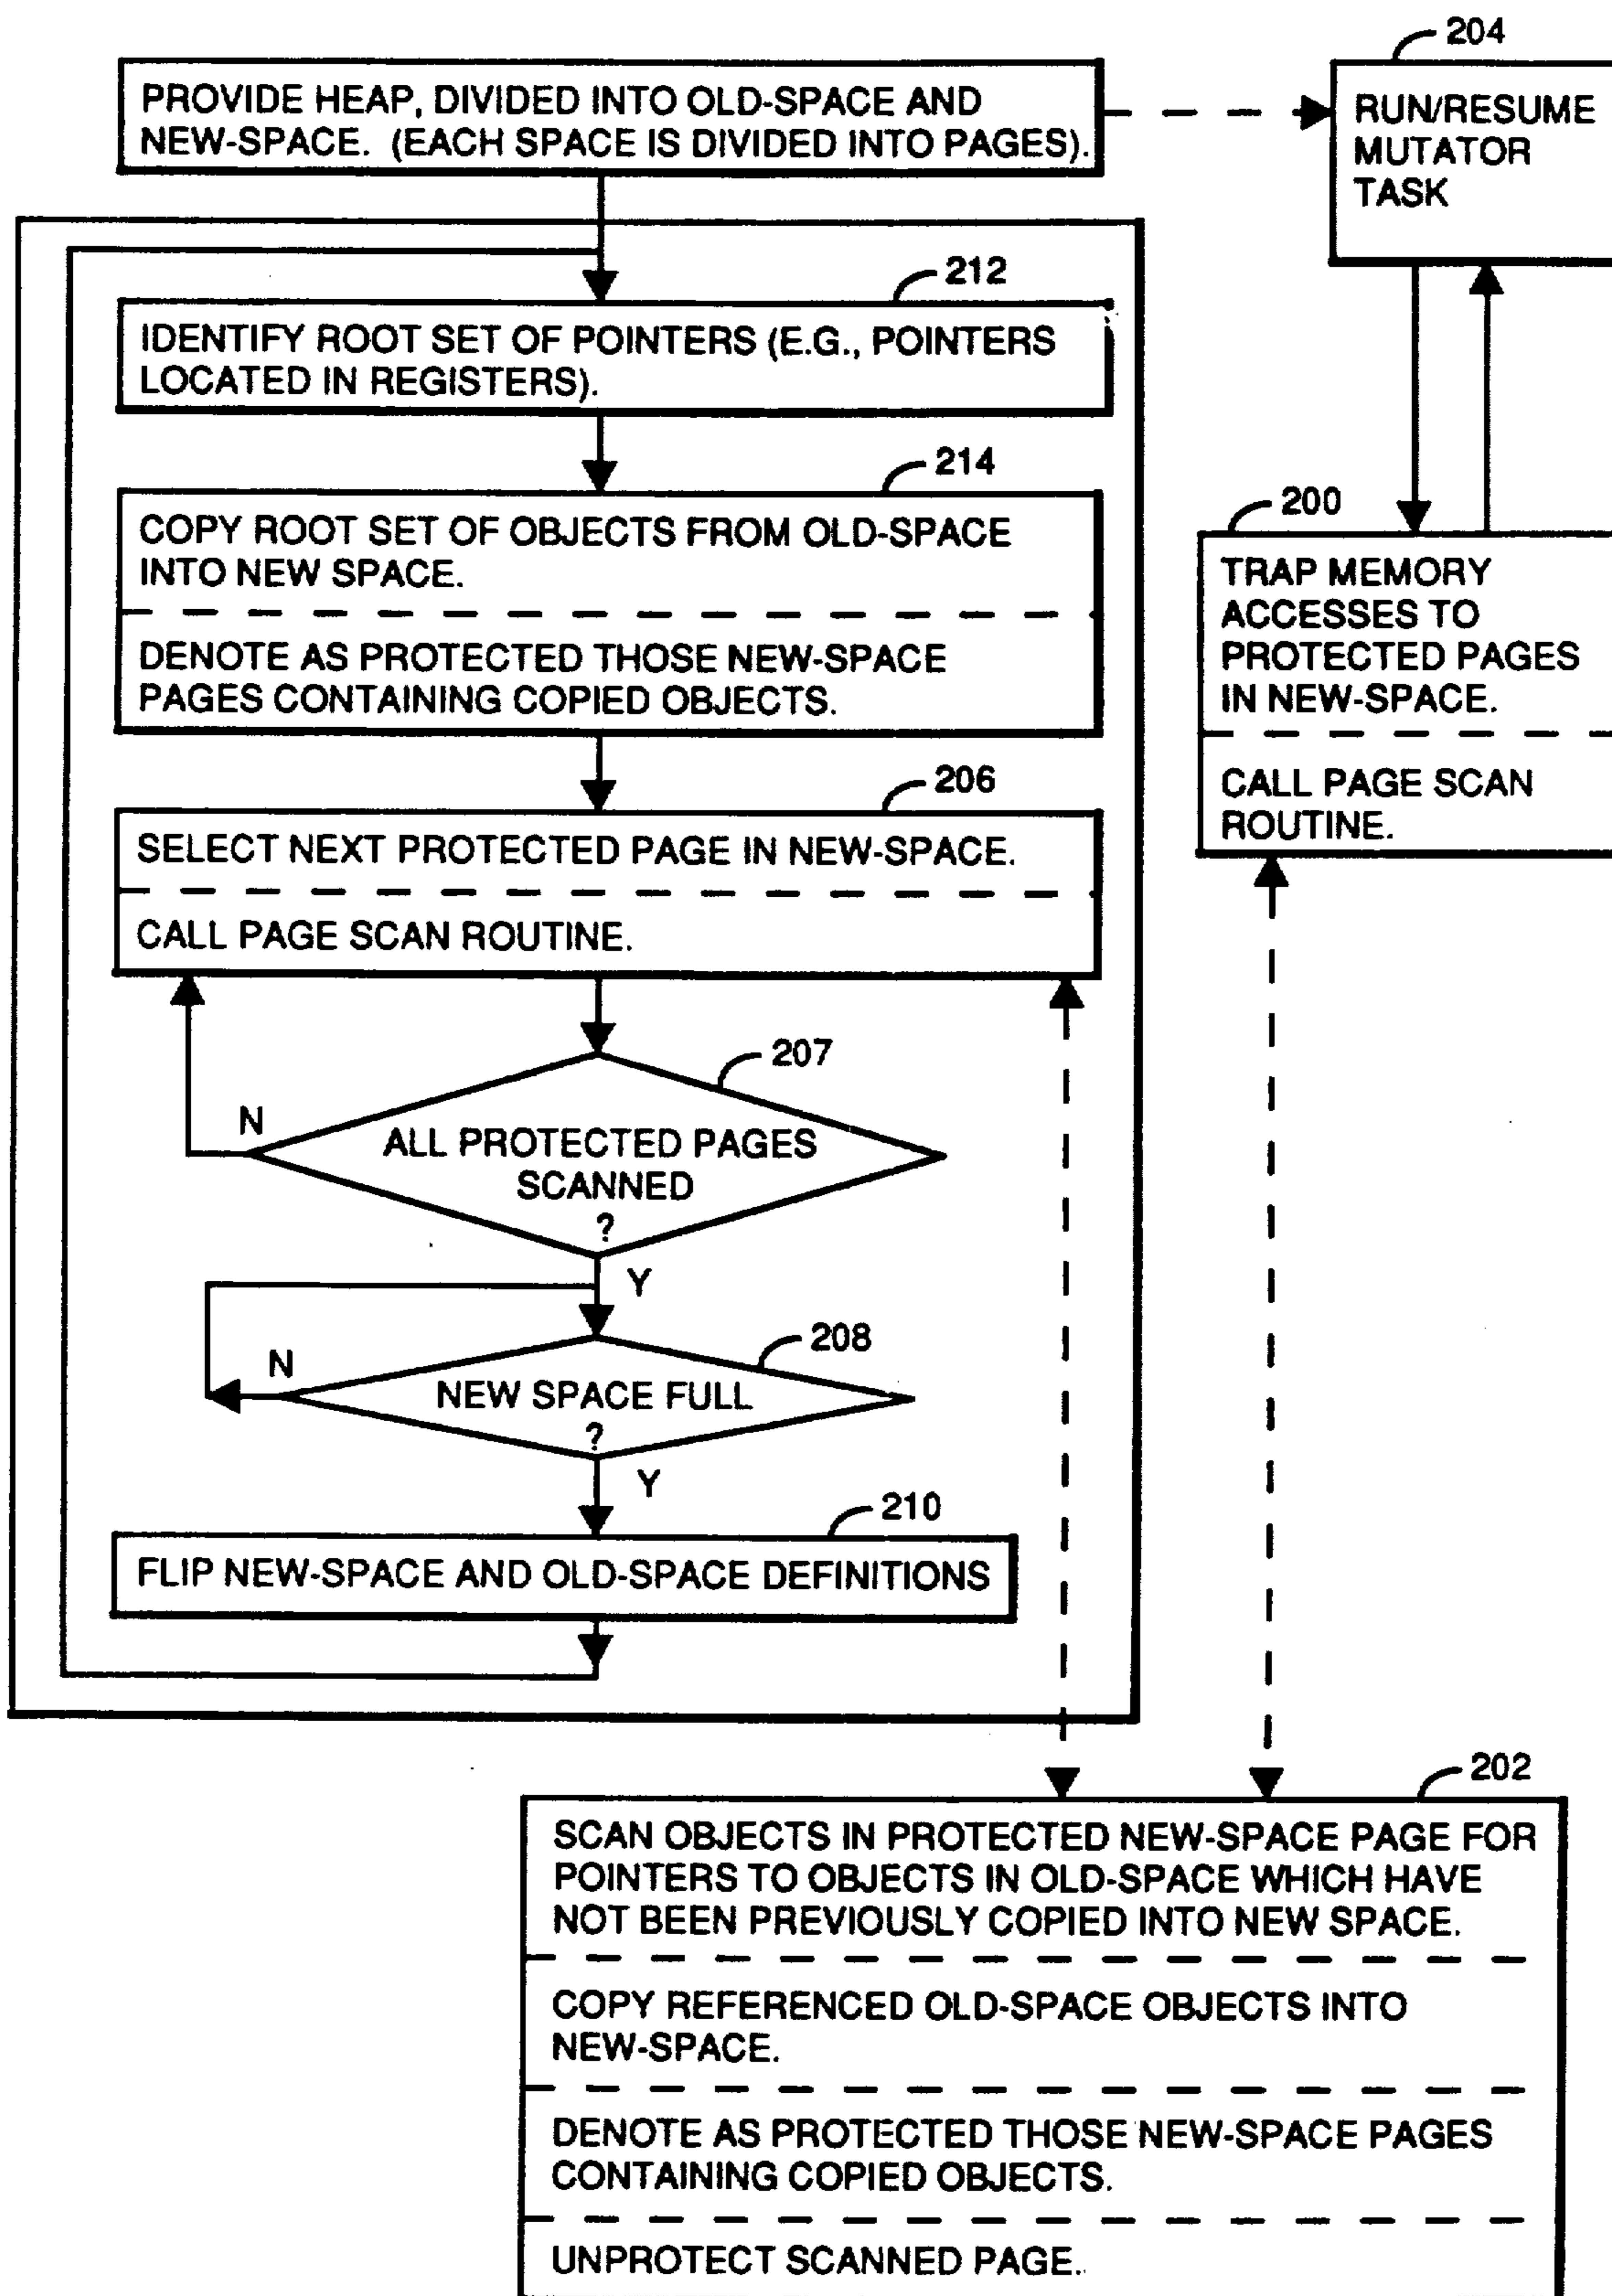 204
PROVIDE HEAP, DIVIDED INTO OLD-SPACE AND
NEW-SPACE. (EACH SPACE IS DIVIDED INTO PAGES).
RUN/RESUME
MUTATOR
TASK
212
IDENTIFY ROOT SET OF POINTERS (E.G., POINTERS
LOCATED IN REGISTERS).
214
COPY ROOT SET OF OBJECTS FROM OLD-SPACE
INTO NEW SPACE.
DENOTE AS PROTECTED THOSE NEW-SPACE
PAGES CONTAINING COPIED OBJECTS.
200
TRAP MEMORY
ACCESSES TO
PROTECTED PAGES
IN NEW-SPACE.
CALL PAGE SCAN
ROUTINE.
206
SELECT NEXT PROTECTED PAGE IN NEW-SPACE.
CALL PAGE SCAN ROUTINE.
207
N
ALL PROTECTED PAGES
SCANNED
?
Y
208
N
NEW SPACE FULL
?
Y
210
FLIP NEW-SPACE AND OLD-SPACE DEFINITIONS
202
SCAN OBJECTS IN PROTECTED NEW-SPACE PAGE FOR
POINTERS TO OBJECTS IN OLD-SPACE WHICH HAVE
NOT BEEN PREVIOUSLY COPIED INTO NEW SPACE.
COPY REFERENCED OLD-SPACE OBJECTS INTO
NEW-SPACE.
DENOTE AS PROTECTED THOSE NEW-SPACE PAGES
CONTAINING COPIED OBJECTS.
UNPROTECT SCANNED PAGE.